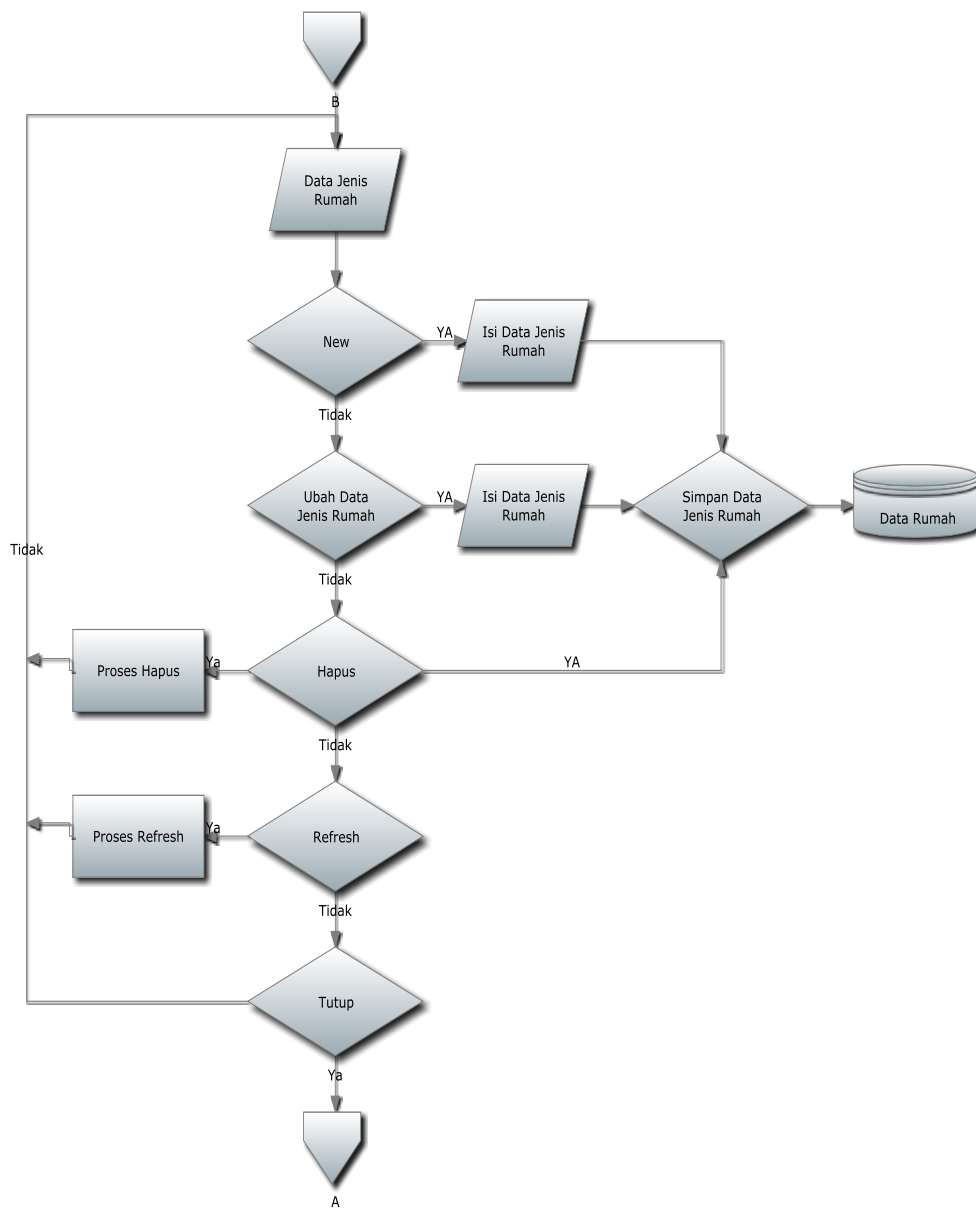 B
Data Jenis
Rumah
New
YA
Isi Data Jenis
Rumah
Tidak
Ubah Data
Jenis Rumah
YA
Isi Data Jenis
Rumah
Simpan Data
Jenis Rumah
Data Rumah
Tidak
Tidak
Proses Hapus
Ya
Hapus
YA
Tidak
Proses Refresh
Ya
Refresh
Tidak
Tutup
Ya
A